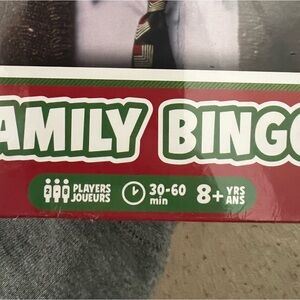 AMILY BINGO
PLAYERS
JOUEURS
30-60
min
8+
YRS
ANS